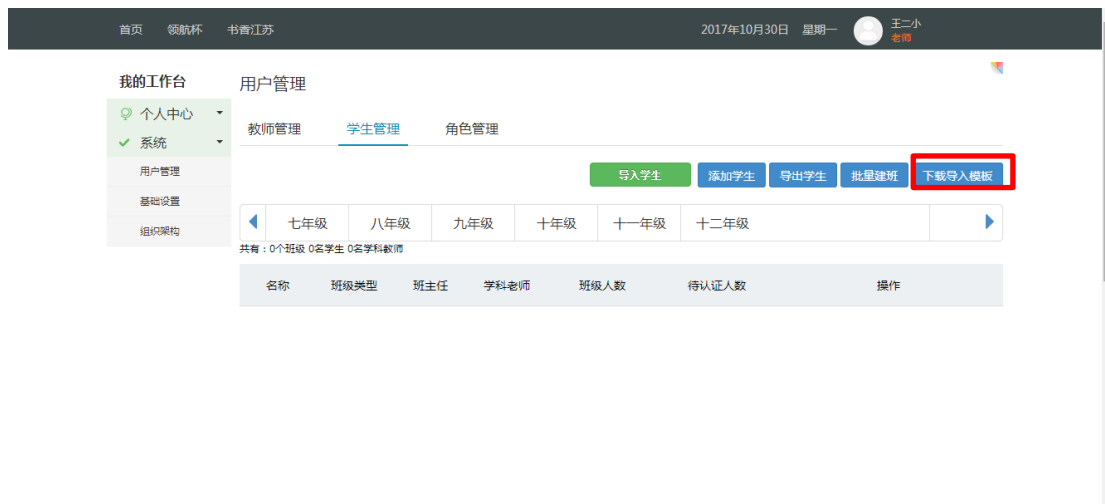 首页 领航杯 书香江苏 2017年10月30日 星期一 王二小
老师
我的工作台
用户管理
个人中心
系统
用户管理
基础设置
组织架构
教师管理 学生管理 角色管理
导入学生 添加学生 导出学生 批量建班 下载导入模板
七年级 八年级 九年级 十年级 十一年级 十二年级
共有：0个班级 0名学生 0名学科教师
名称 班级类型 班主任 学科老师 班级人数 待认证人数 操作